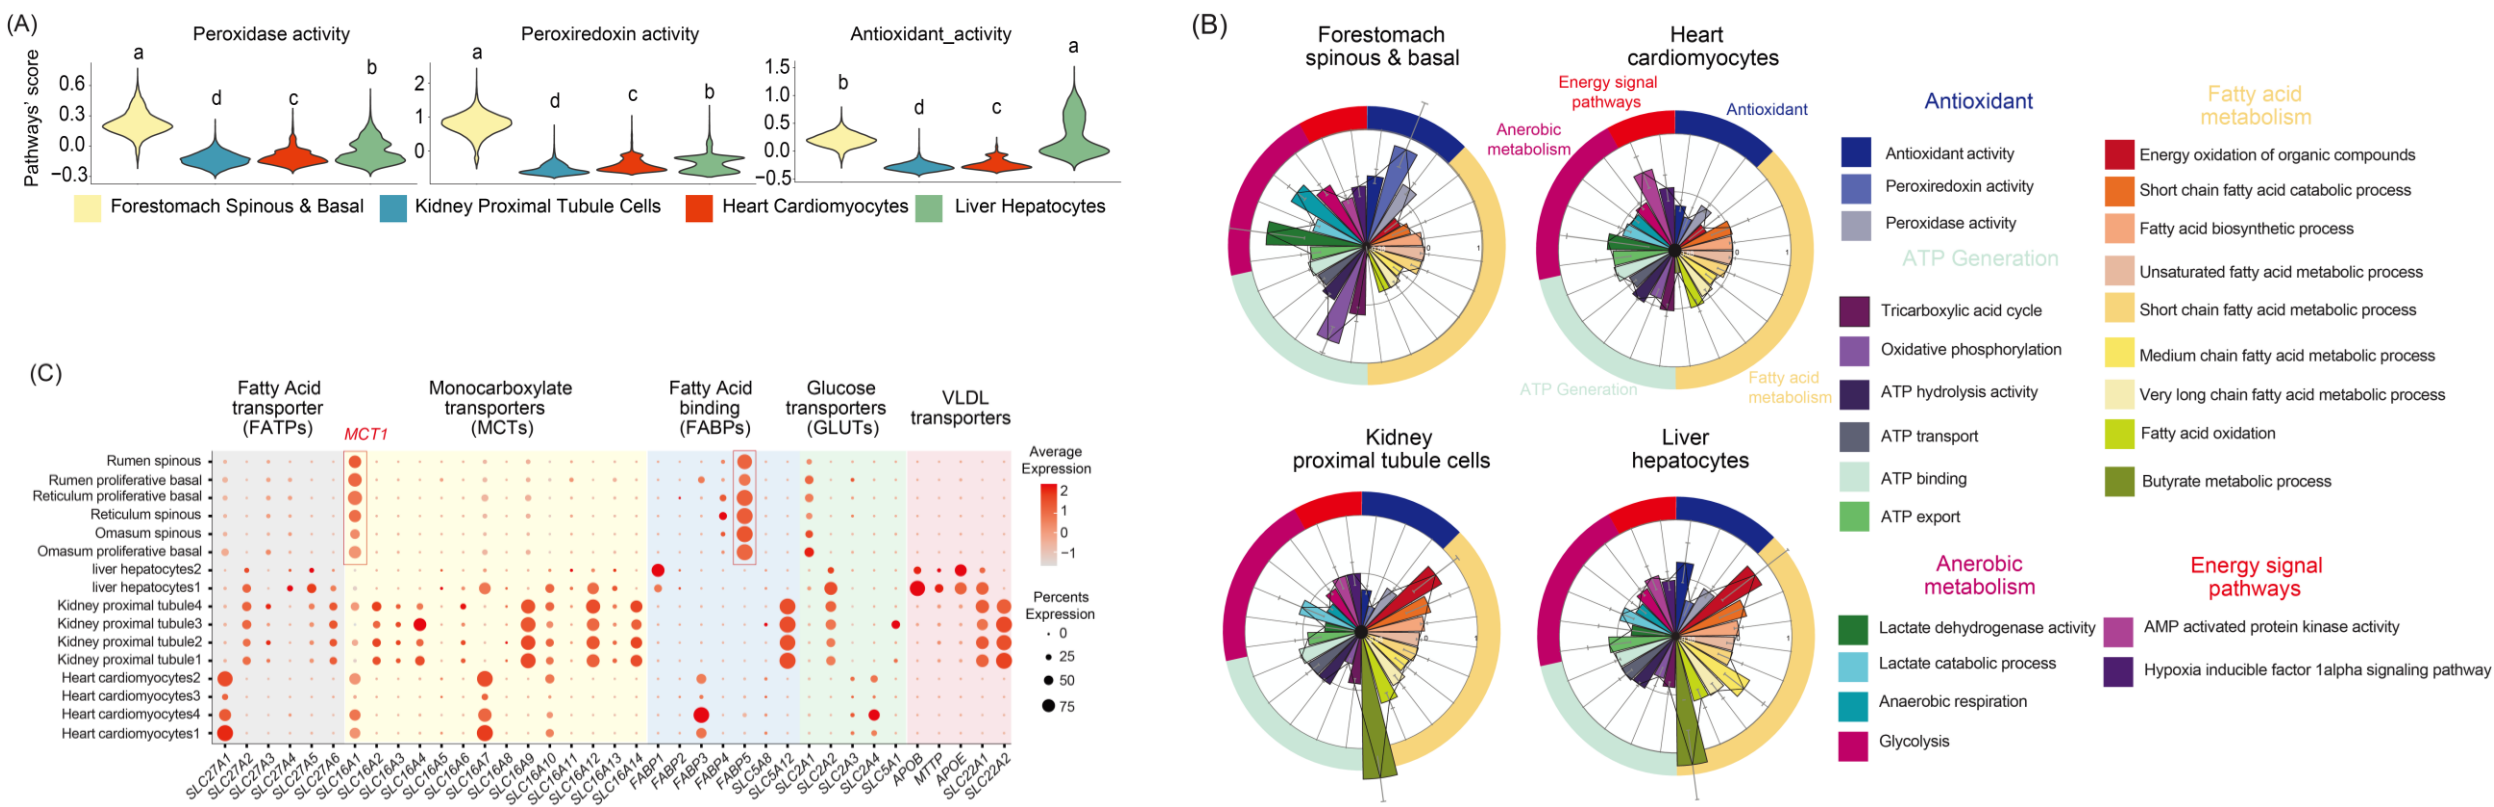 (A)
Peroxidase activity
Peroxiredoxin activity
Antioxidant_activity
Pathways' score
0.6
0.3
0.0
−0.3
a
d
c
b
2
1
0
a
d
c
b
1.5
1.0
0.5
0.0
−0.5
b
d
c
a
Forestomach Spinous & Basal
Kidney Proximal Tubule Cells
Heart Cardiomyocytes
Liver Hepatocytes
(B)
Forestomach
spinous & basal
Heart
cardiomyocytes
Energy signal
pathways
Antioxidant
Anerobic
metabolism
ATP Generation
Fatty acid
metabolism
0
1
0
1
Kidney
proximal tubule cells
Liver
hepatocytes
0
1
0
1
Antioxidant
Antioxidant activity
Peroxiredoxin activity
Peroxidase activity
ATP Generation
Tricarboxylic acid cycle
Oxidative phosphorylation
ATP hydrolysis activity
ATP transport
ATP binding
ATP export
Anerobic
metabolism
Lactate dehydrogenase activity
Lactate catabolic process
Anaerobic respiration
Glycolysis
Fatty acid
metabolism
Energy oxidation of organic compounds
Short chain fatty acid catabolic process
Fatty acid biosynthetic process
Unsaturated fatty acid metabolic process
Short chain fatty acid metabolic process
Medium chain fatty acid metabolic process
Very long chain fatty acid metabolic process
Fatty acid oxidation
Butyrate metabolic process
Energy signal
pathways
AMP activated protein kinase activity
Hypoxia inducible factor 1alpha signaling pathway
(C)
Fatty Acid
transporter
(FATPs)
MCT1
Monocarboxylate
transporters
(MCTs)
Fatty Acid
binding
(FABPs)
Glucose
transporters
(GLUTs)
VLDL
transporters
Rumen spinous
Rumen proliferative basal
Reticulum proliferative basal
Reticulum spinous
Omasum spinous
Omasum proliferative basal
liver hepatocytes2
liver hepatocytes1
Kidney proximal tubule4
Kidney proximal tubule3
Kidney proximal tubule2
Kidney proximal tubule1
Heart cardiomyocytes2
Heart cardiomyocytes3
Heart cardiomyocytes4
Heart cardiomyocytes1
SLC27A1
SLC27A2
SLC27A3
SLC27A4
SLC27A5
SLC27A6
SLC16A1
SLC16A2
SLC16A3
SLC16A4
SLC16A5
SLC16A6
SLC16A7
SLC16A8
SLC16A9
SLC16A10
SLC16A11
SLC16A12
SLC16A13
SLC16A14
FABP1
FABP2
FABP3
FABP4
FABP5
SLC5A8
SLC5A12
SLC2A1
SLC2A2
SLC2A3
SLC2A4
SLC5A1
APOB
MTTP
APOE
SLC22A1
SLC22A2
Average
Expression
2
1
0
−1
Percents
Expression
0
25
50
75